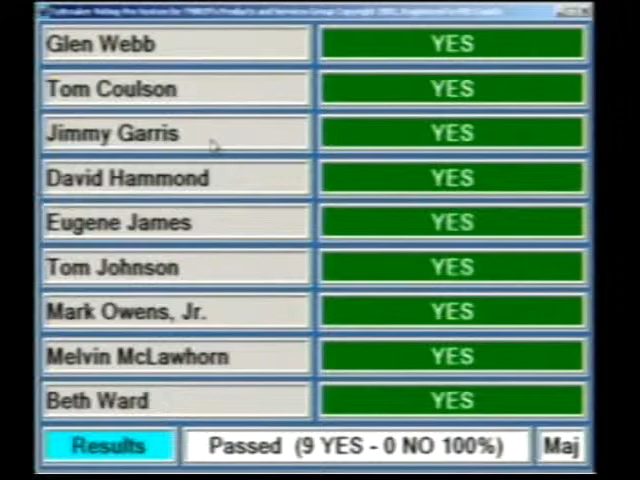 Glen Webb YES
Tom Coulson YES
Jimmy Garris YES
David Hammond YES
Eugene James YES
Tom Johnson YES
Mark Owens, Jr. YES
Melvin McLawhorn YES
Beth Ward YES
Results Passed (9 YES - 0 NO 100%) Maj